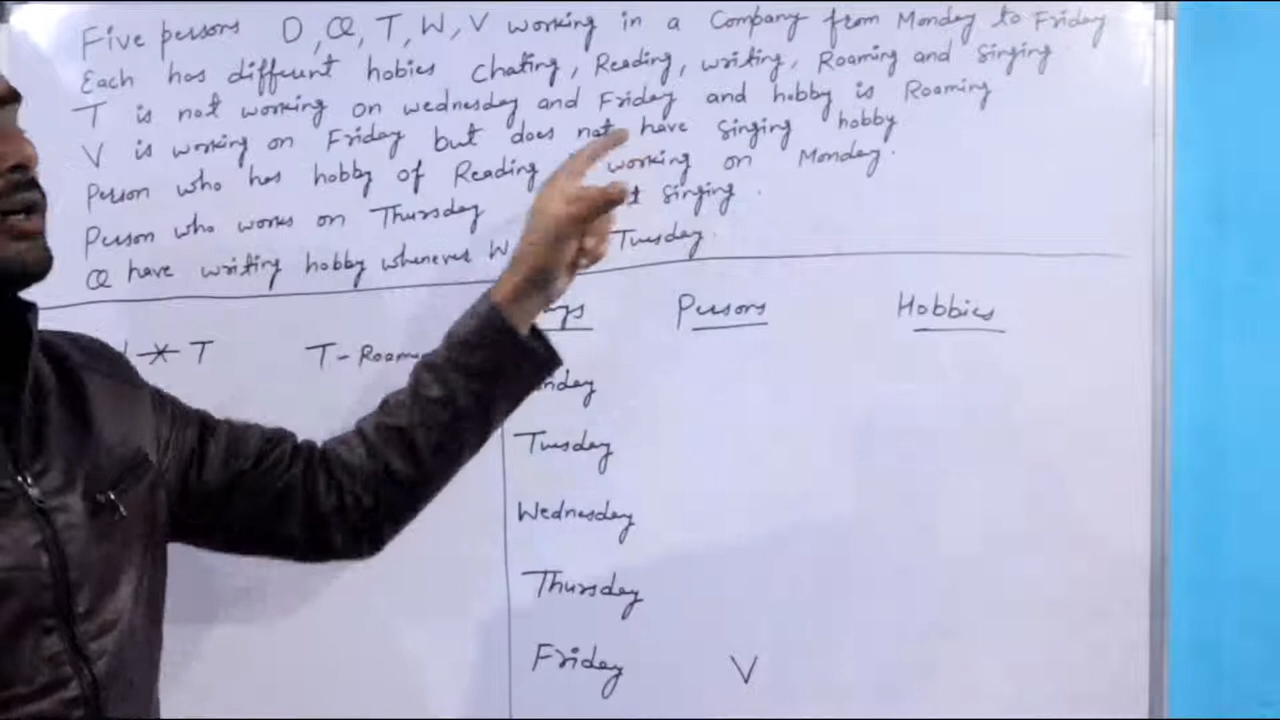 Five persons D, Q, T, W, V working in a Company from Monday to Friday
Each has different hobies Chating, Reading, writing, Roaming and Singing
T is not working on wednesday and Friday and hobby is Roaming
V is working on Friday but does not have singing hobby
Person who has hobby of Reading working on Monday.
Person who works on Thursday singing.
Q have writing hobby whenever W Tuesday.
Persons Hobbies
T T - Roam
Tuesday
Wednesday
Thursday
Friday V